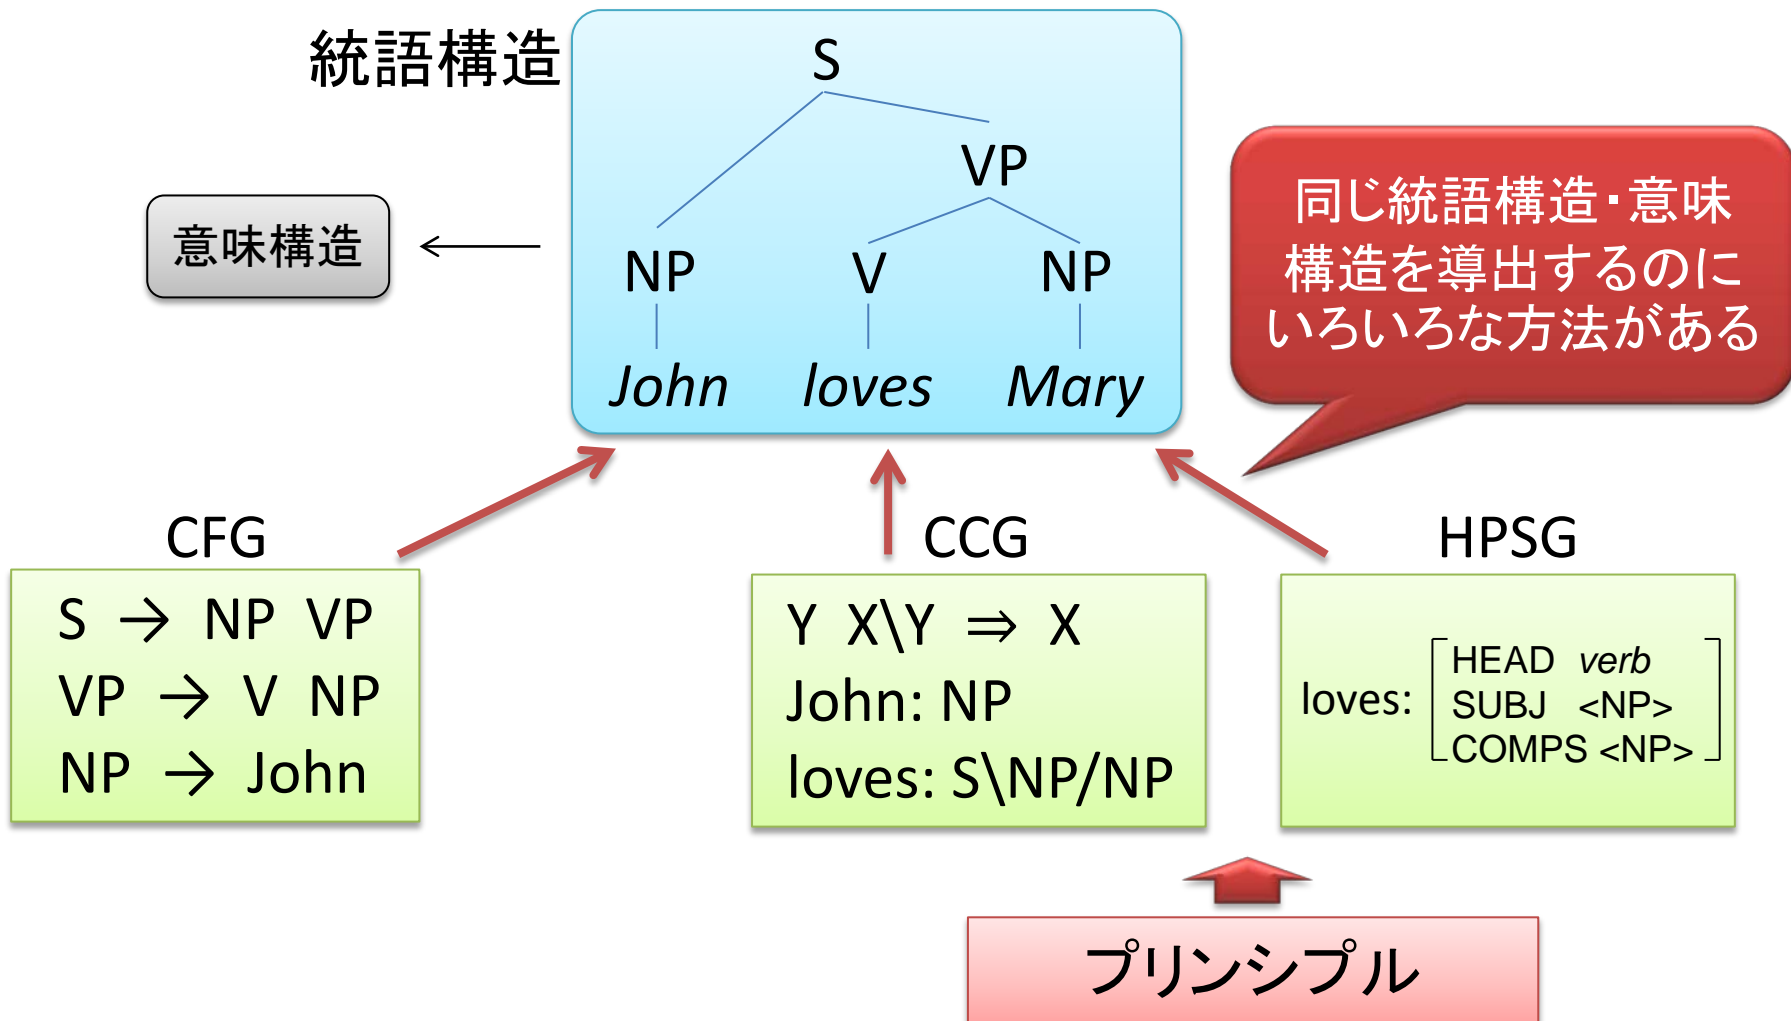 統語構造
S
VP
NP V NP
John loves Mary
意味構造
同じ統語構造・意味
構造を導出するのに
いろいろな方法がある
CFG
S → NP VP
VP → V NP
NP → John
CCG
Y X\Y ⇒ X
John: NP
loves: S\NP/NP
HPSG
loves:
HEAD verb
SUBJ <NP>
COMPS <NP>
プリンシプル